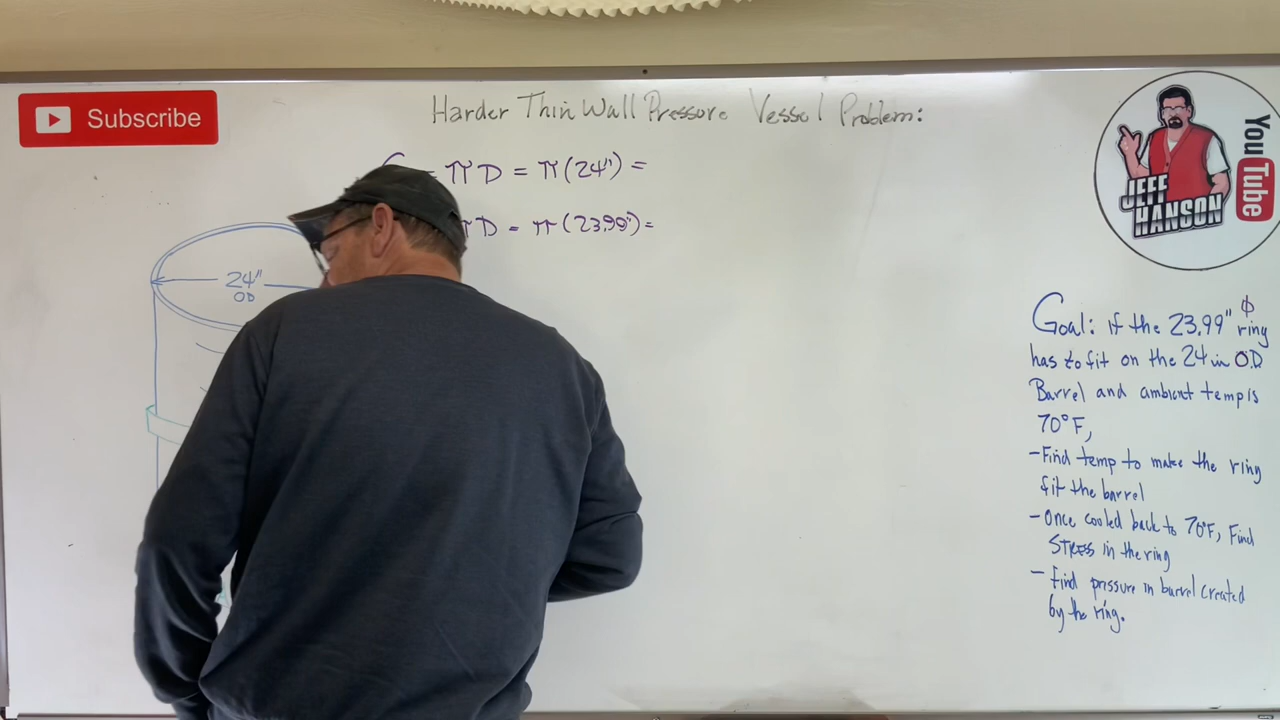 Subscribe
Harder Thin Wall Pressure Vessel Problem:
πD = π(24") =
πD = π(23.99") =
24"
OD
YouTube
JEFF
HANSON
Goal: if the 23.99" φ ring
has to fit on the 24 in O.D
Barrel and ambient temp is
70°F,
- Find temp to make the ring
fit the barrel
- Once cooled back to 70°F, Find
STRESS in the ring
- find pressure in barrel created
by the ring.